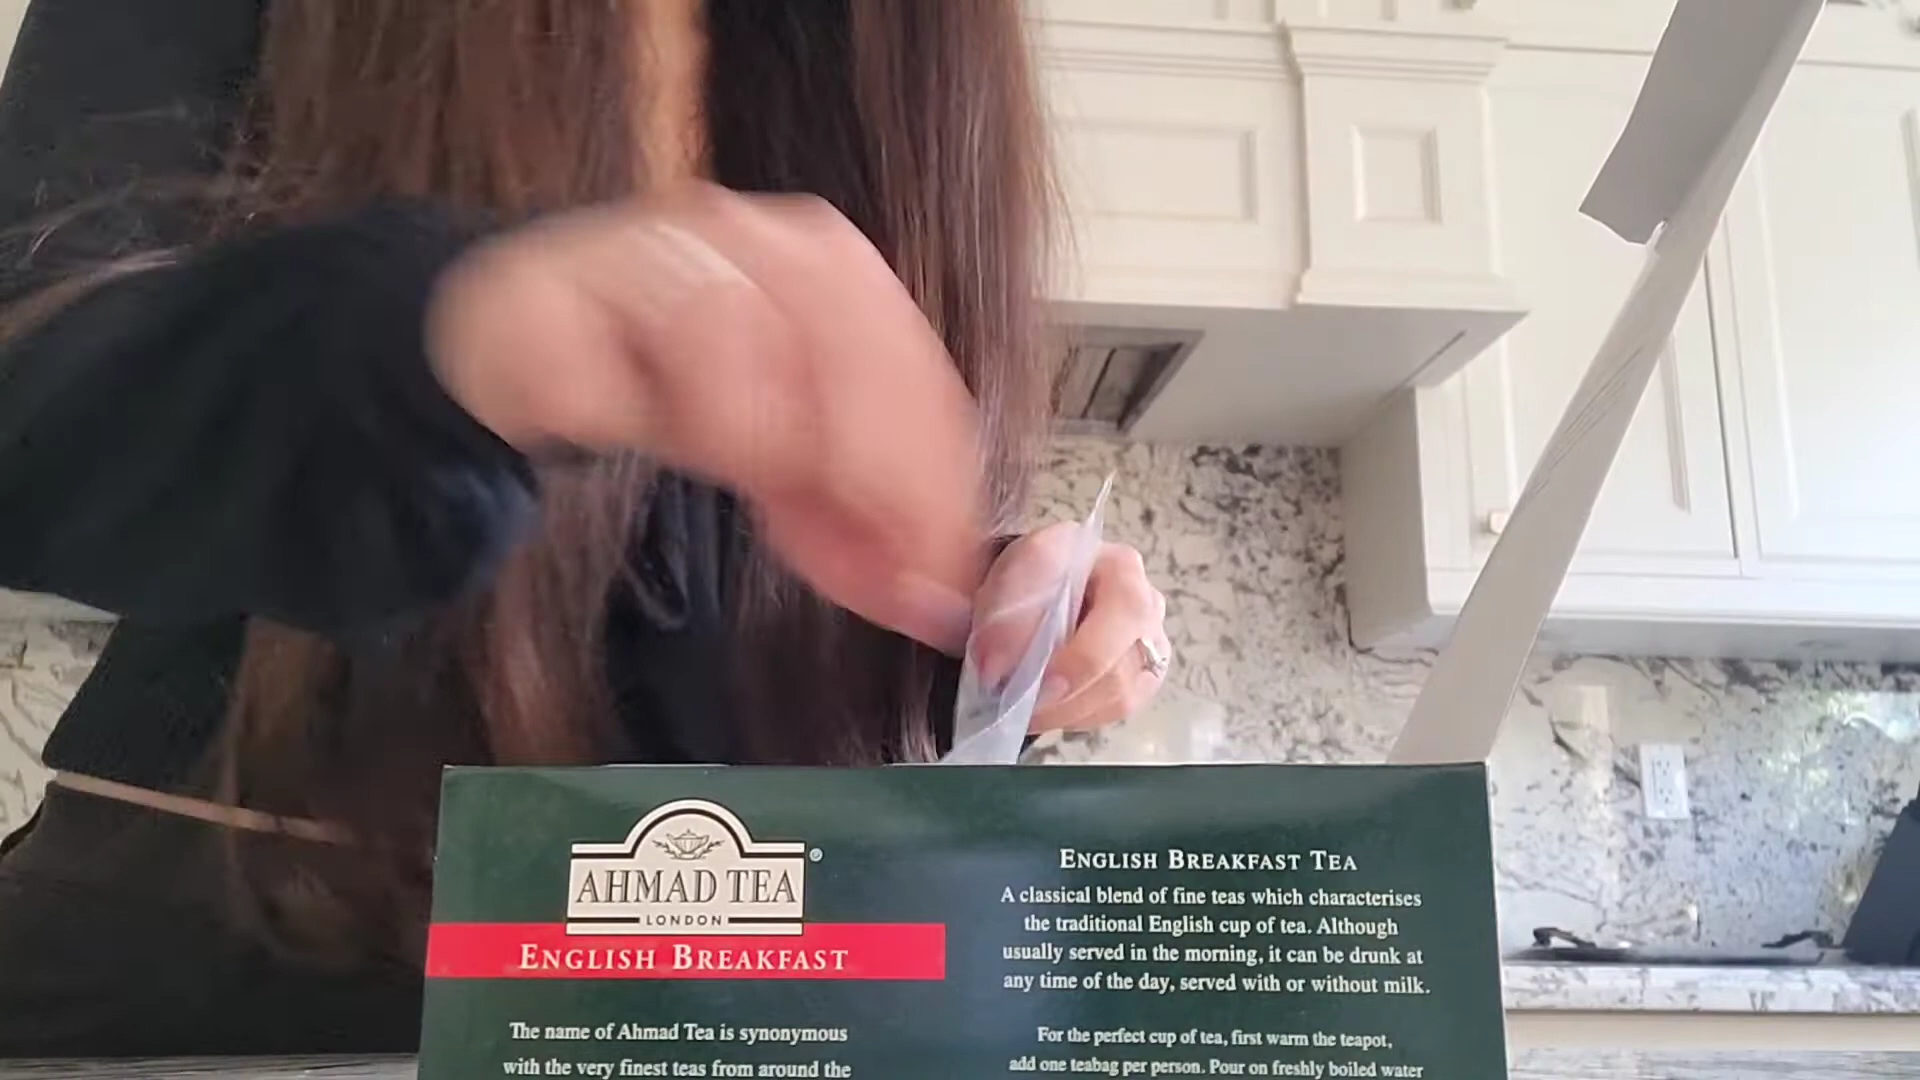 AHMAD TEA®
LONDON
ENGLISH BREAKFAST
The name of Ahmad Tea is synonymous
with the very finest teas from around the
ENGLISH BREAKFAST TEA
A classical blend of fine teas which characterises
the traditional English cup of tea. Although
usually served in the morning, it can be drunk at
any time of the day, served with or without milk.
For the perfect cup of tea, first warm the teapot,
add one teabag per person. Pour on freshly boiled water